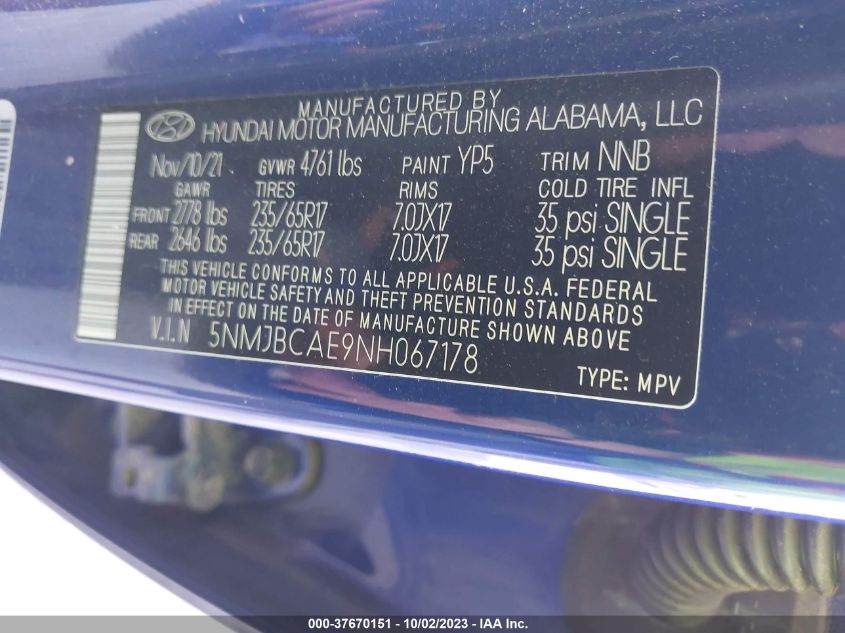 MANUFACTURED BY
HYUNDAI MOTOR MANUFACTURING ALABAMA, LLC
Nov/10/21 GVWR 4761 lbs PAINT YP5 TRIM NNB
GAWR TIRES RIMS COLD TIRE INFL
FRONT 2778 lbs 235/65R17 7.0JX17 35 psi SINGLE
REAR 2646 lbs 235/65R17 7.0JX17 35 psi SINGLE
THIS VEHICLE CONFORMS TO ALL APPLICABLE U.S.A. FEDERAL
MOTOR VEHICLE SAFETY AND THEFT PREVENTION STANDARDS
IN EFFECT ON THE DATE OF MANUFACTURE SHOWN ABOVE
V.I.N 5NMJBCAE9NH067178
TYPE: MPV
000-37670151 - 10/02/2023 - IAA Inc.